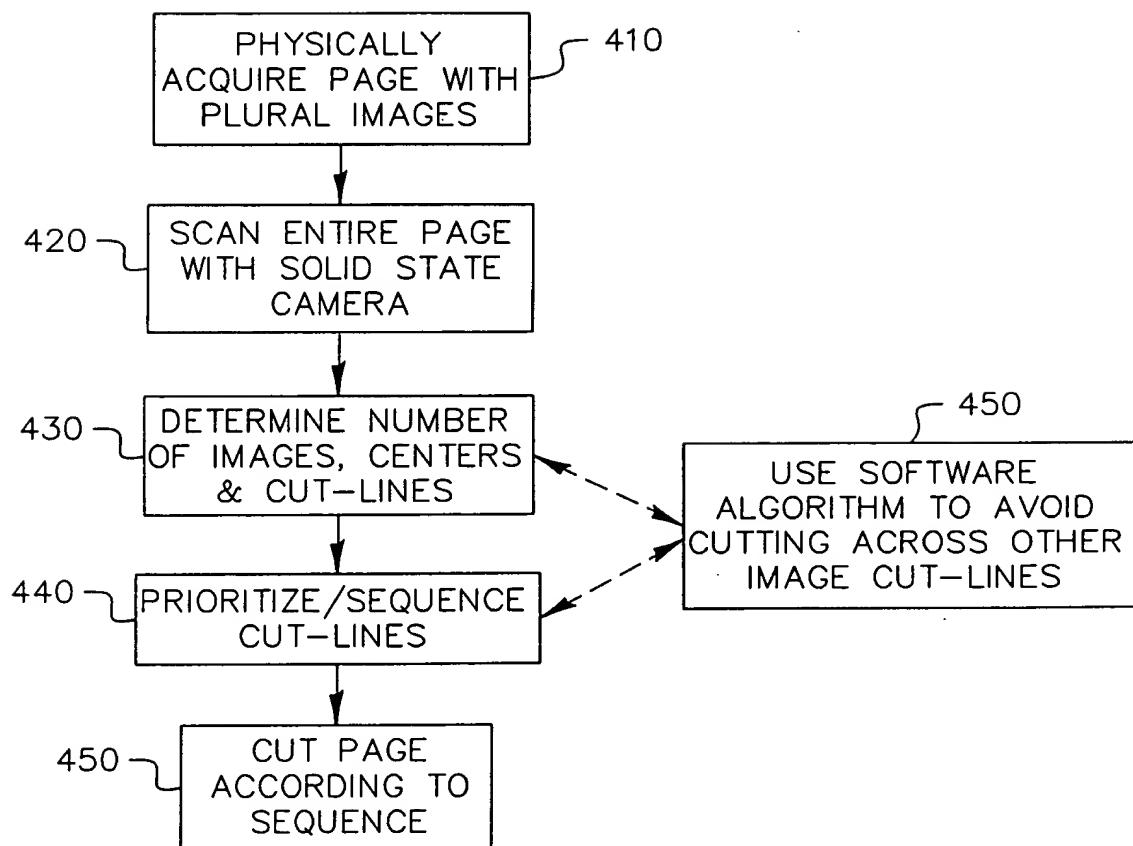 PHYSICALLY
ACQUIRE PAGE WITH
PLURAL IMAGES
410
420
SCAN ENTIRE PAGE
WITH SOLID STATE
CAMERA
430
DETERMINE NUMBER
OF IMAGES, CENTERS
& CUT-LINES
450
USE SOFTWARE
ALGORITHM TO AVOID
CUTTING ACROSS OTHER
IMAGE CUT-LINES
440
PRIORITIZE/SEQUENCE
CUT-LINES
450
CUT PAGE
ACCORDING TO
SEQUENCE